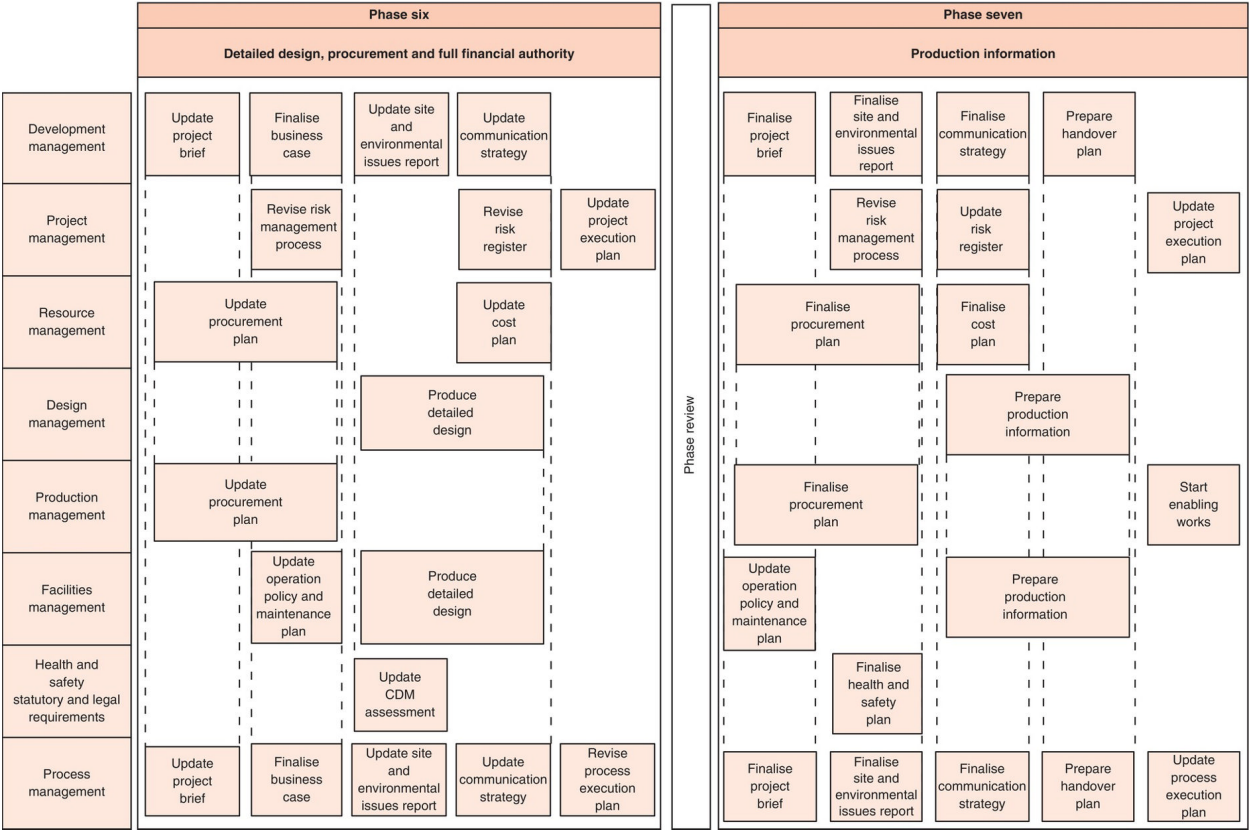 Phase six
Phase seven
Detailed design, procurement and full financial authority
Production information
Development
management
Update
project
brief
Finalise
business
case
Update site
and
environmental
issues report
Update
communication
strategy
Finalise
project
brief
Finalise
site and
environmental
issues
report
Finalise
communication
strategy
Prepare
handover
plan
Project
management
Revise risk
management
process
Revise
risk
register
Update
project
execution
plan
Revise
risk
management
process
Update
risk
register
Update
project
execution
plan
Resource
management
Update
procurement
plan
Update
cost
plan
Finalise
procurement
plan
Finalise
cost
plan
Design
management
Produce
detailed
design
Prepare
production
information
Phase review
Production
management
Update
procurement
plan
Finalise
procurement
plan
Start
enabling
works
Facilities
management
Update
operation
policy and
maintenance
plan
Produce
detailed
design
Update
operation
policy and
maintenance
plan
Prepare
production
information
Health and
safety
statutory and legal
requirements
Update
CDM
assessment
Finalise
health and
safety
plan
Process
management
Update
project
brief
Finalise
business
case
Update site
and
environmental
issues report
Update
communication
strategy
Revise
process
execution
plan
Finalise
project
brief
Finalise
site and
environmental
issues report
Finalise
communication
strategy
Prepare
handover
plan
Update
process
execution
plan